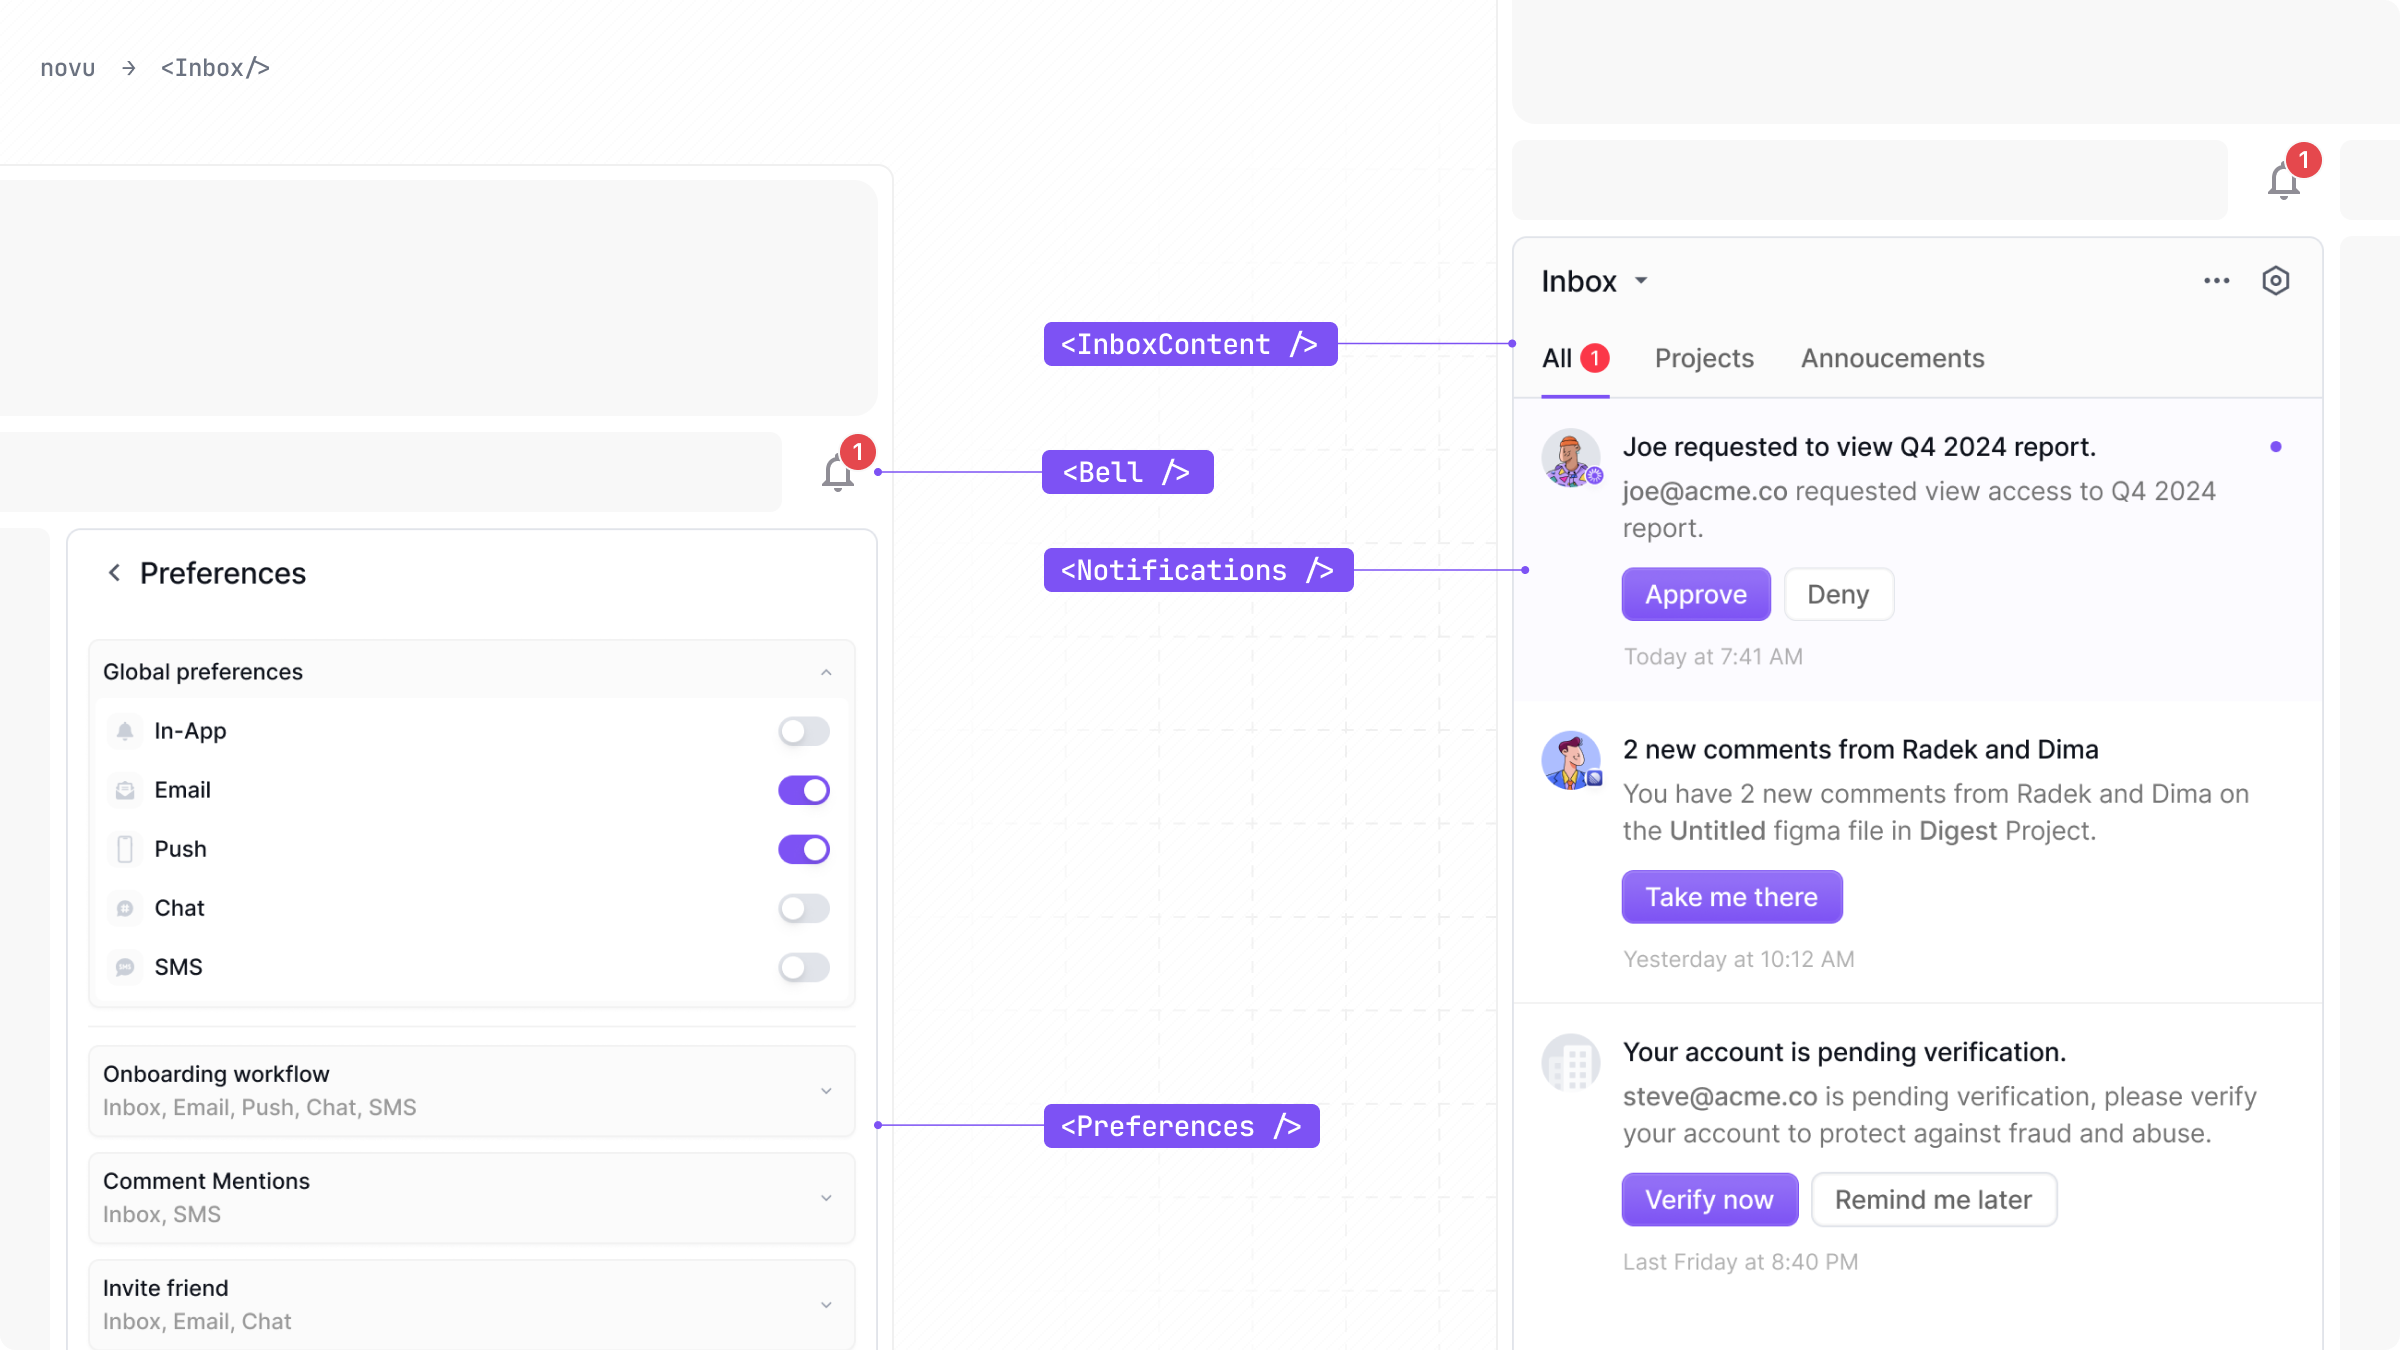 novu → <Inbox/>
1
Preferences
Global preferences
In-App
Email
Push
Chat
SMS
Onboarding workflow
Inbox, Email, Push, Chat, SMS
Comment Mentions
Inbox, SMS
Invite friend
Inbox, Email, Chat
<InboxContent />
<Bell />
<Notifications />
<Preferences />
1
Inbox
All 1 Projects Annoucements
Joe requested to view Q4 2024 report.
joe@acme.co requested view access to Q4 2024
report.
Approve Deny
Today at 7:41 AM
2 new comments from Radek and Dima
You have 2 new comments from Radek and Dima on
the Untitled figma file in Digest Project.
Take me there
Yesterday at 10:12 AM
Your account is pending verification.
steve@acme.co is pending verification, please verify
your account to protect against fraud and abuse.
Verify now Remind me later
Last Friday at 8:40 PM